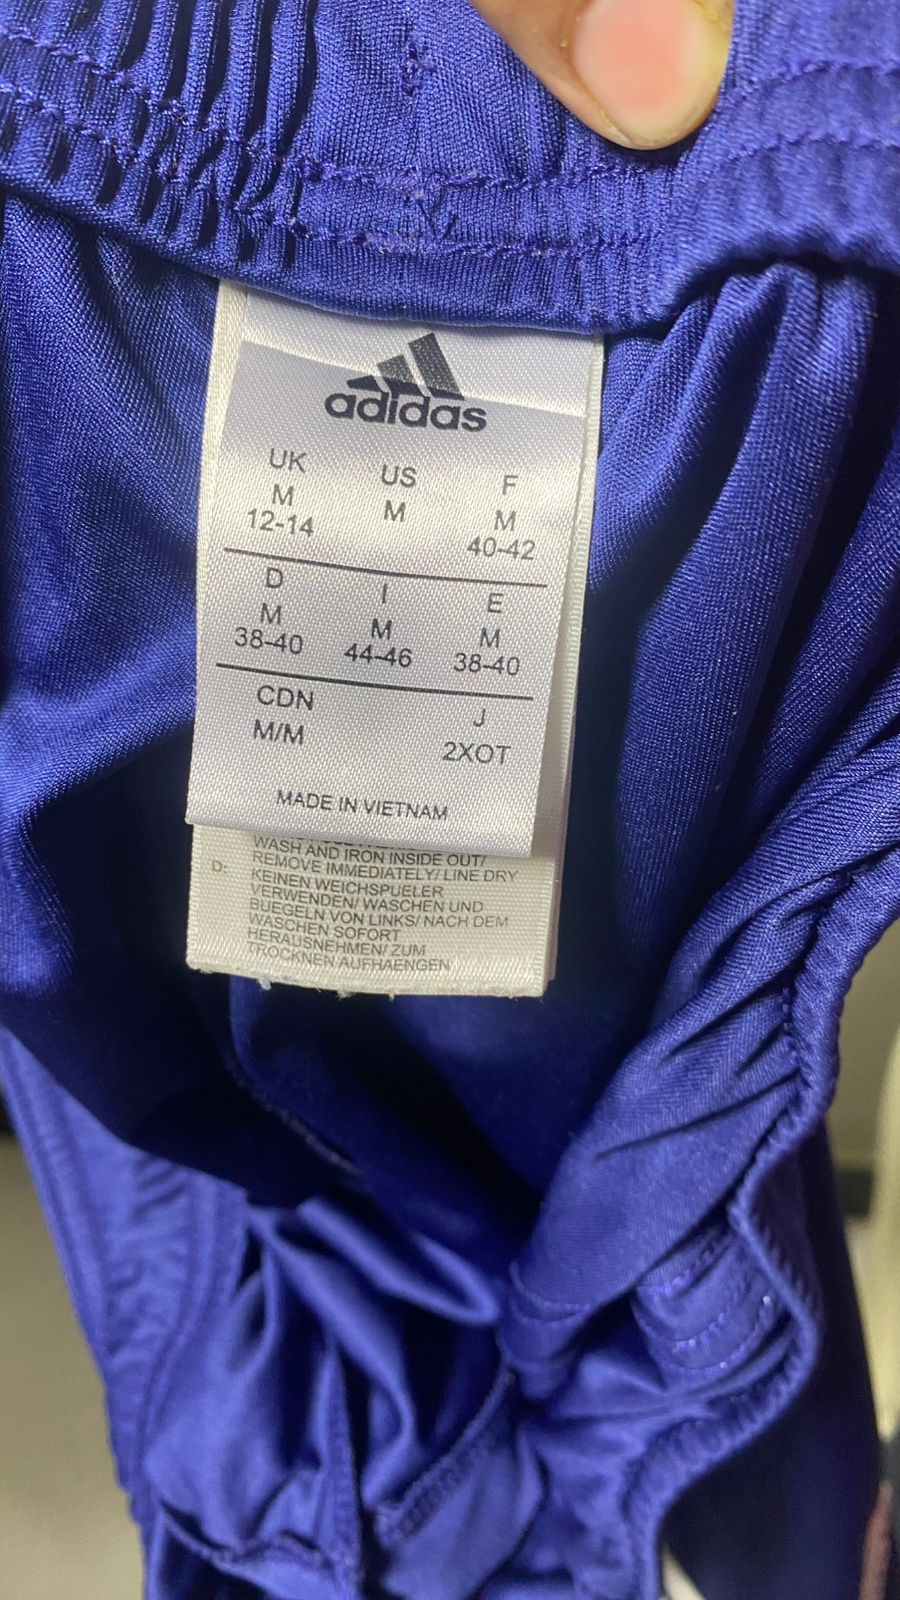 adidas
UK US F
M M M
12-14 40-42
D I E
M M M
38-40 44-46 38-40
CDN J
M/M 2XOT
MADE IN VIETNAM
WASH AND IRON INSIDE OUT/
REMOVE IMMEDIATELY/ LINE DRY
D: KEINEN WEICHSPUELER
VERWENDEN/ WASCHEN UND
BUEGELN VON LINKS/ NACH DEM
WASCHEN SOFORT
HERAUSNEHMEN/ ZUM
TROCKNEN AUFHAENGEN